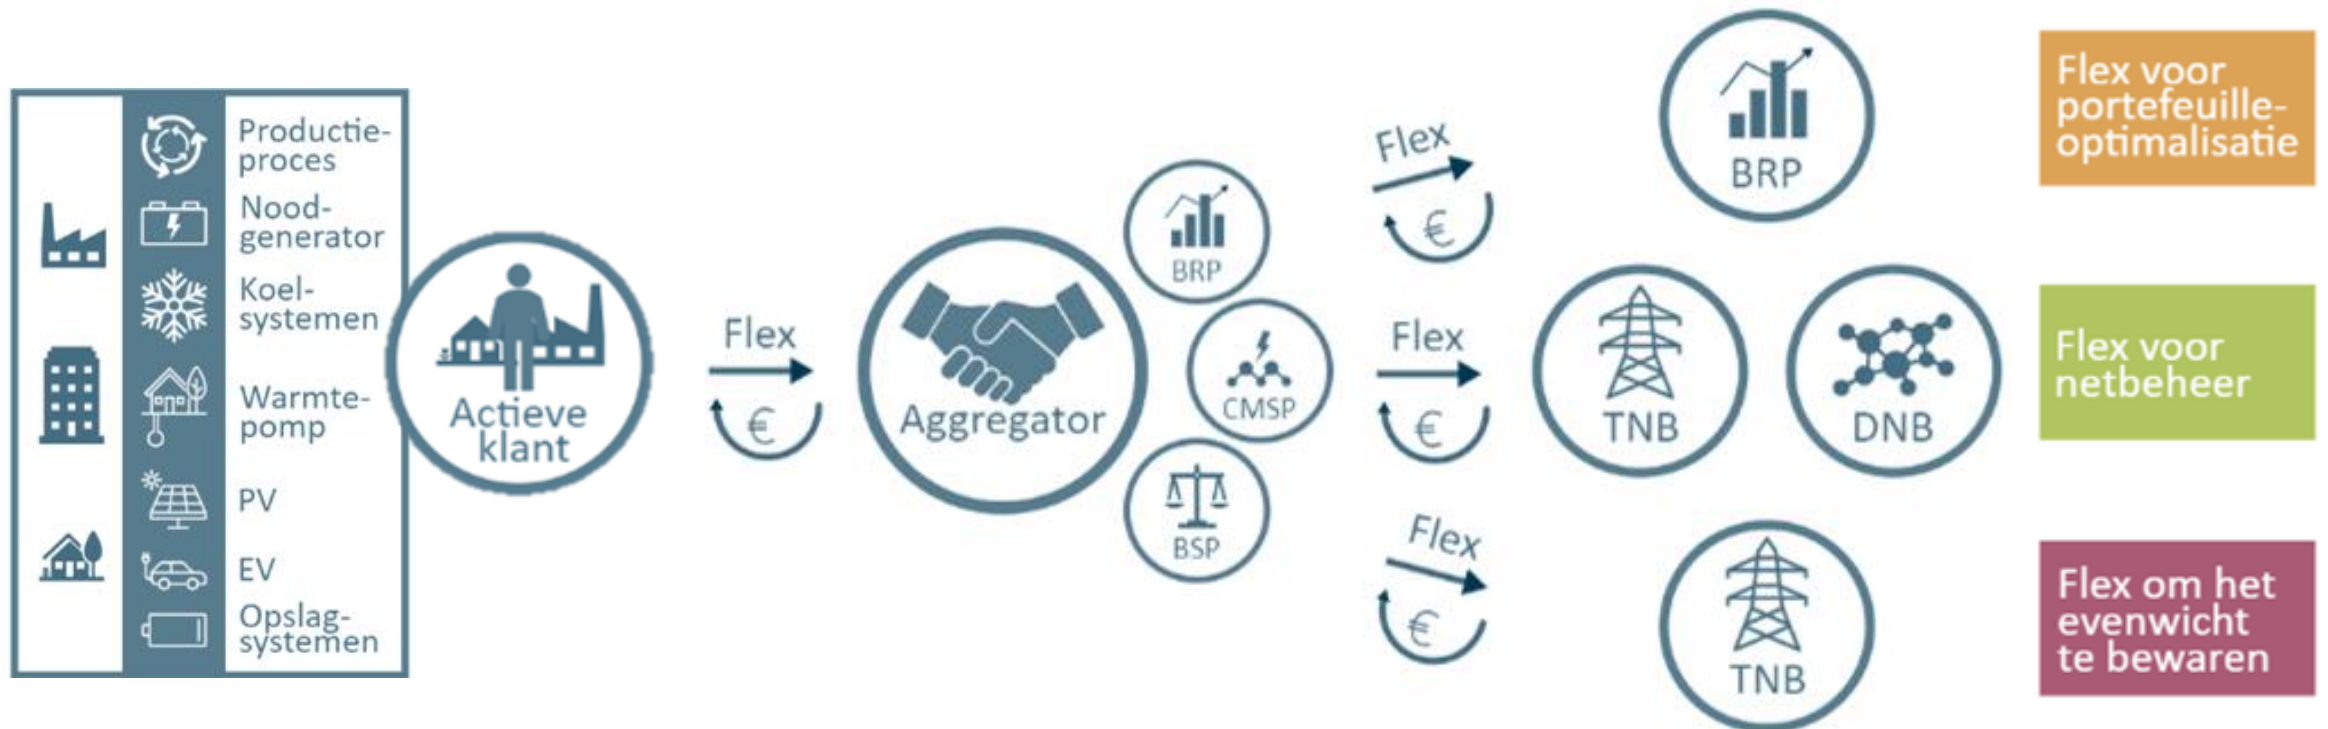 Productie-
proces
Nood-
generator
Koel-
systemen
Warmte-
pomp
PV
EV
Opslag-
systemen
Actieve
klant
Flex
€
Aggregator
BRP
CMSP
BSP
Flex
€
Flex
€
Flex
€
BRP
TNB
DNB
TNB
Flex voor
portefeuille-
optimalisatie
Flex voor
netbeheer
Flex om het
evenwicht
te bewaren